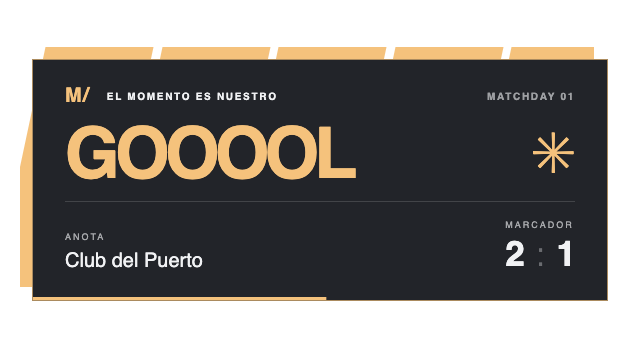 M/ EL MOMENTO ES NUESTRO MATCHDAY 01
GOOOOL
ANOTA
Club del Puerto
MARCADOR
2 : 1